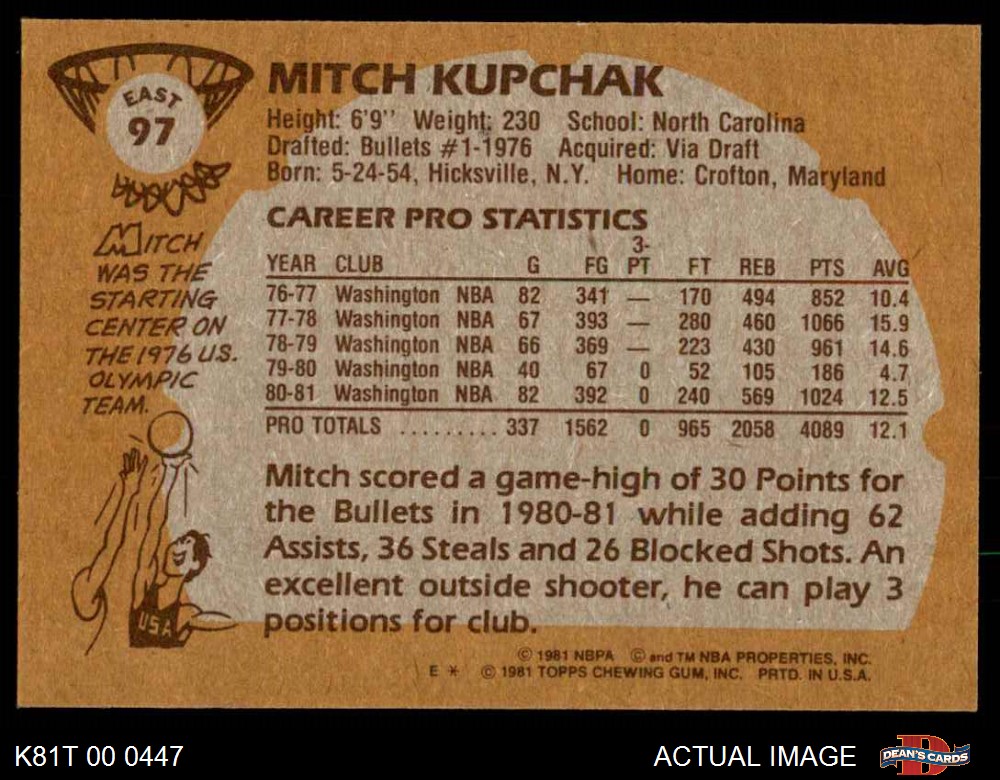 EAST
97
MITCH KUPCHAK
Height: 6'9" Weight: 230 School: North Carolina
Drafted: Bullets #1-1976 Acquired: Via Draft
Born: 5-24-54, Hicksville, N.Y. Home: Crofton, Maryland
MITCH
WAS THE
STARTING
CENTER ON
THE 1976 U.S.
OLYMPIC
TEAM.
USA
CAREER PRO STATISTICS
YEAR CLUB G FG 3-PT FT REB PTS AVG
76-77 Washington NBA 82 341 — 170 494 852 10.4
77-78 Washington NBA 67 393 — 280 460 1066 15.9
78-79 Washington NBA 66 369 — 223 430 961 14.6
79-80 Washington NBA 40 67 0 52 105 186 4.7
80-81 Washington NBA 82 392 0 240 569 1024 12.5
PRO TOTALS ......... 337 1562 0 965 2058 4089 12.1
Mitch scored a game-high of 30 Points for
the Bullets in 1980-81 while adding 62
Assists, 36 Steals and 26 Blocked Shots. An
excellent outside shooter, he can play 3
positions for club.
© 1981 NBPA © and TM NBA PROPERTIES, INC.
E * © 1981 TOPPS CHEWING GUM, INC. PRTD. IN U.S.A.
K81T 00 0447 ACTUAL IMAGE D DEAN'S CARDS